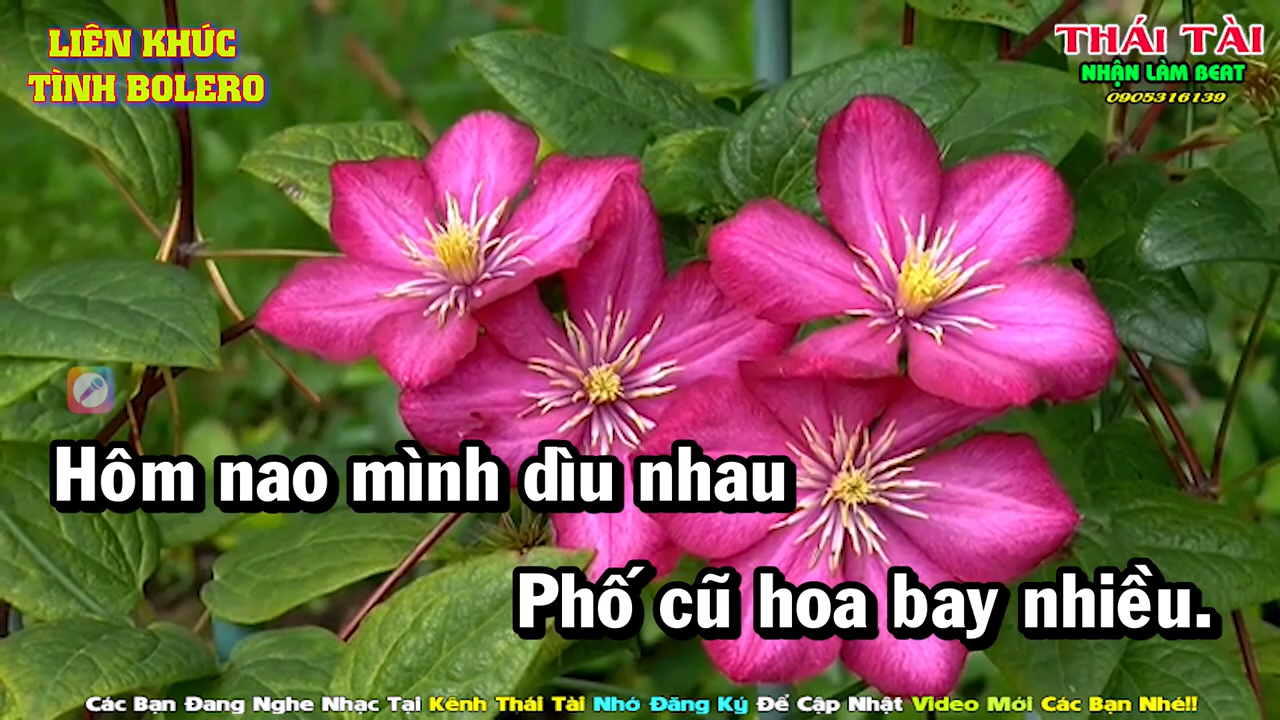 LIÊN KHÚC
TÌNH BOLERO
THÁI TÀI
NHẬN LÀM BEAT
0905316139
Hôm nao mình dìu nhau
Phố cũ hoa bay nhiều.
Các Bạn Đang Nghe Nhạc Tại Kênh Thái Tài Nhớ Đăng Ký Để Cập Nhật Video Mới Các Bạn Nhé!!